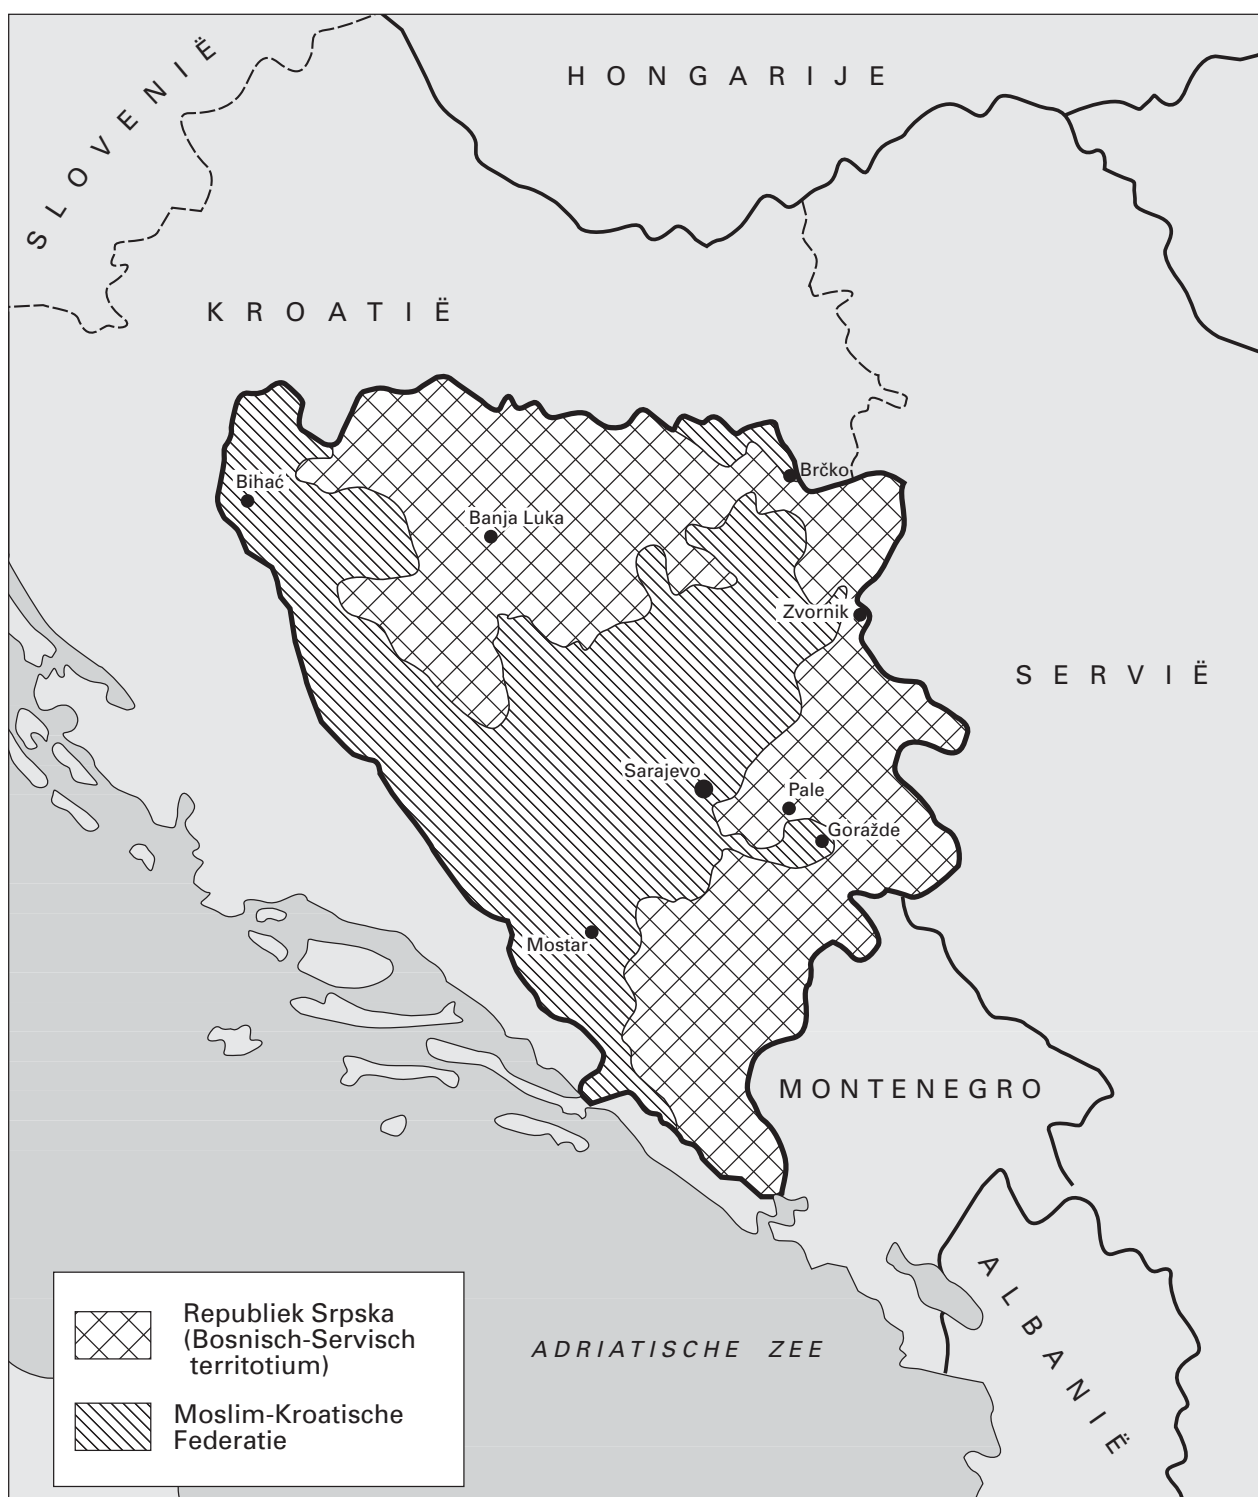 SLOVENIË
HONGARIJE
KROATIË
Bihać
Banja Luka
Brčko
Zvornik
SERVIË
Sarajevo
Pale
Goražde
Mostar
MONTENEGRO
ALBANIË
ADRIATISCHE ZEE
Republiek Srpska
(Bosnisch-Servisch
territotium)
Moslim-Kroatische
Federatie